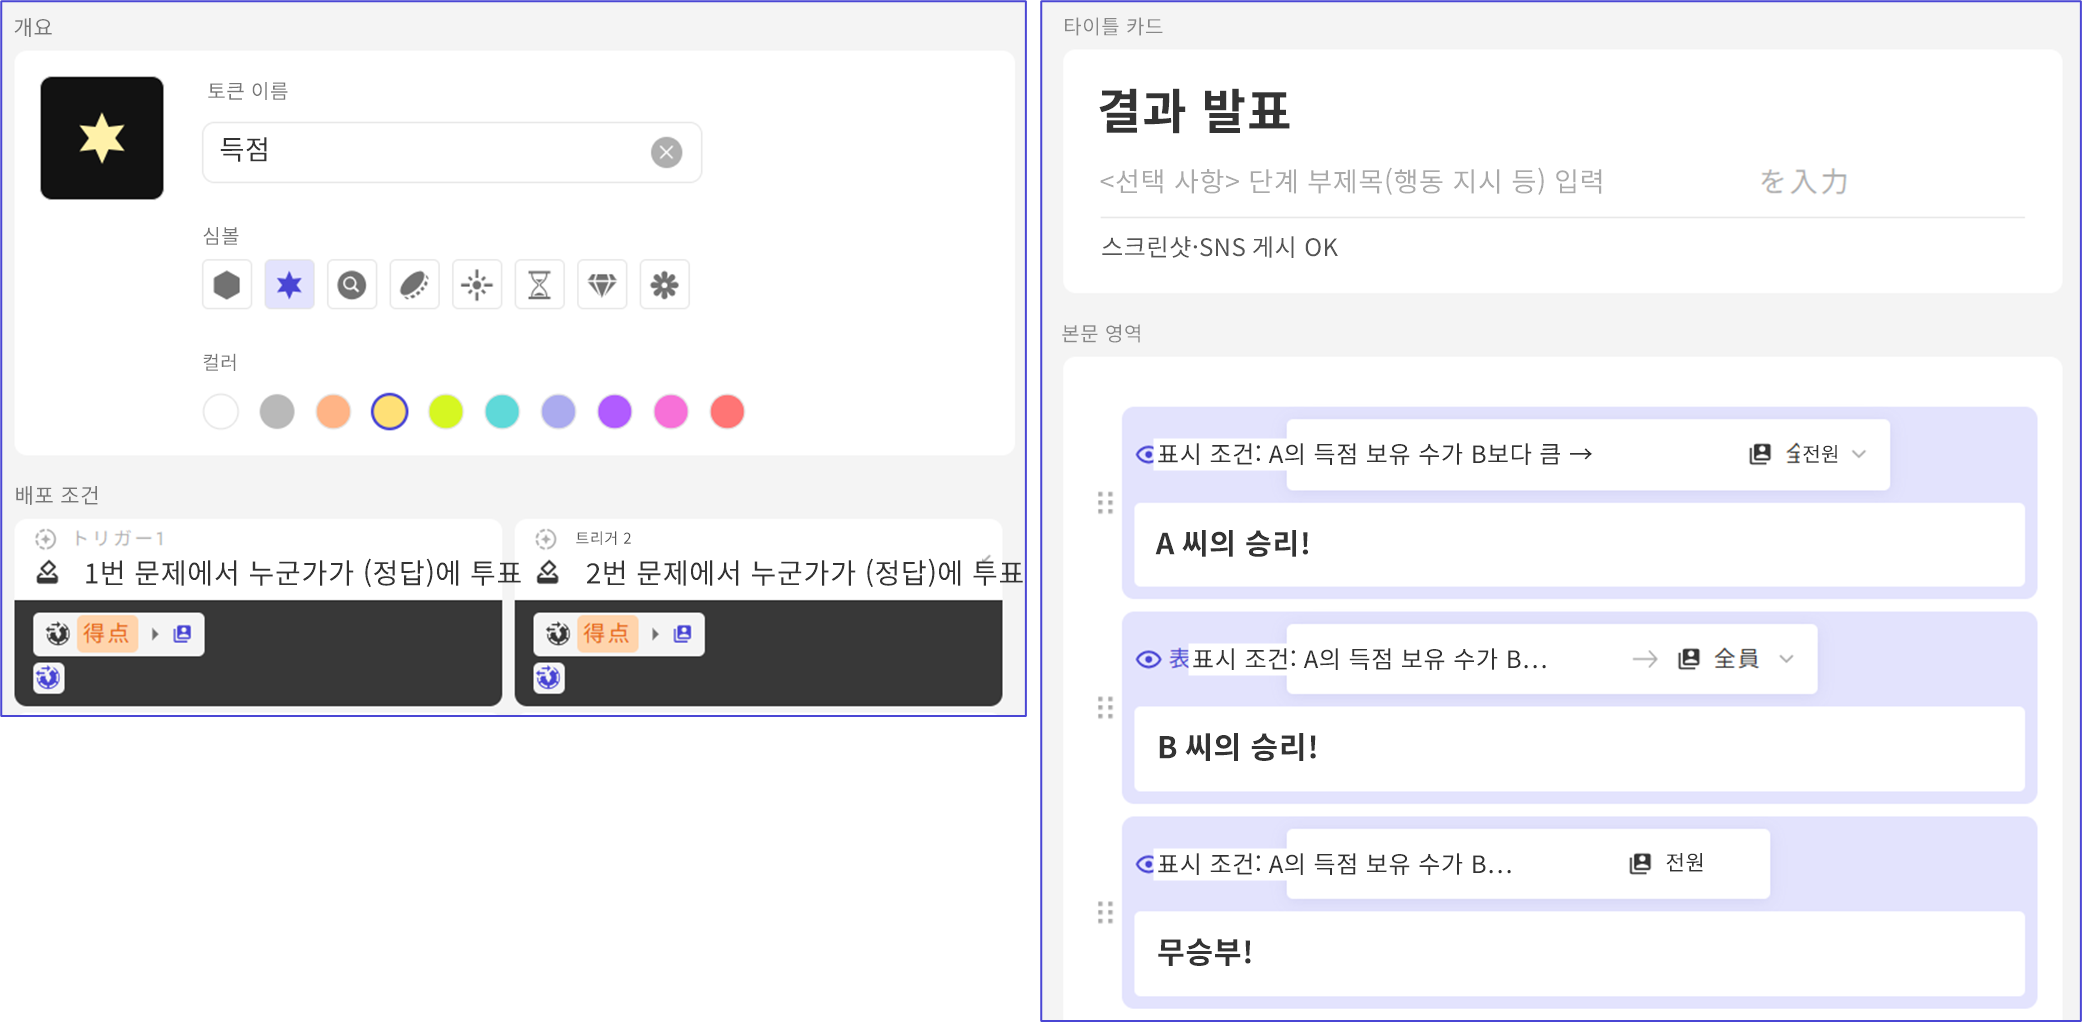 개요
토큰 이름
득점
심볼
컬러
배포 조건
トリガー1
1번 문제에서 누군가가 (정답)에 투표
得点
트리거 2
2번 문제에서 누군가가 (정답)에 투표
得点
타이틀 카드
결과 발표
<선택 사항> 단계 부제목(행동 지시 등) 입력 を入力
스크린샷·SNS 게시 OK
본문 영역
표시 조건: A의 득점 보유 수가 B보다 큼 → 전원
A 씨의 승리!
表표시 조건: A의 득점 보유 수가 B... → 全員
B 씨의 승리!
표시 조건: A의 득점 보유 수가 B... 전원
무승부!